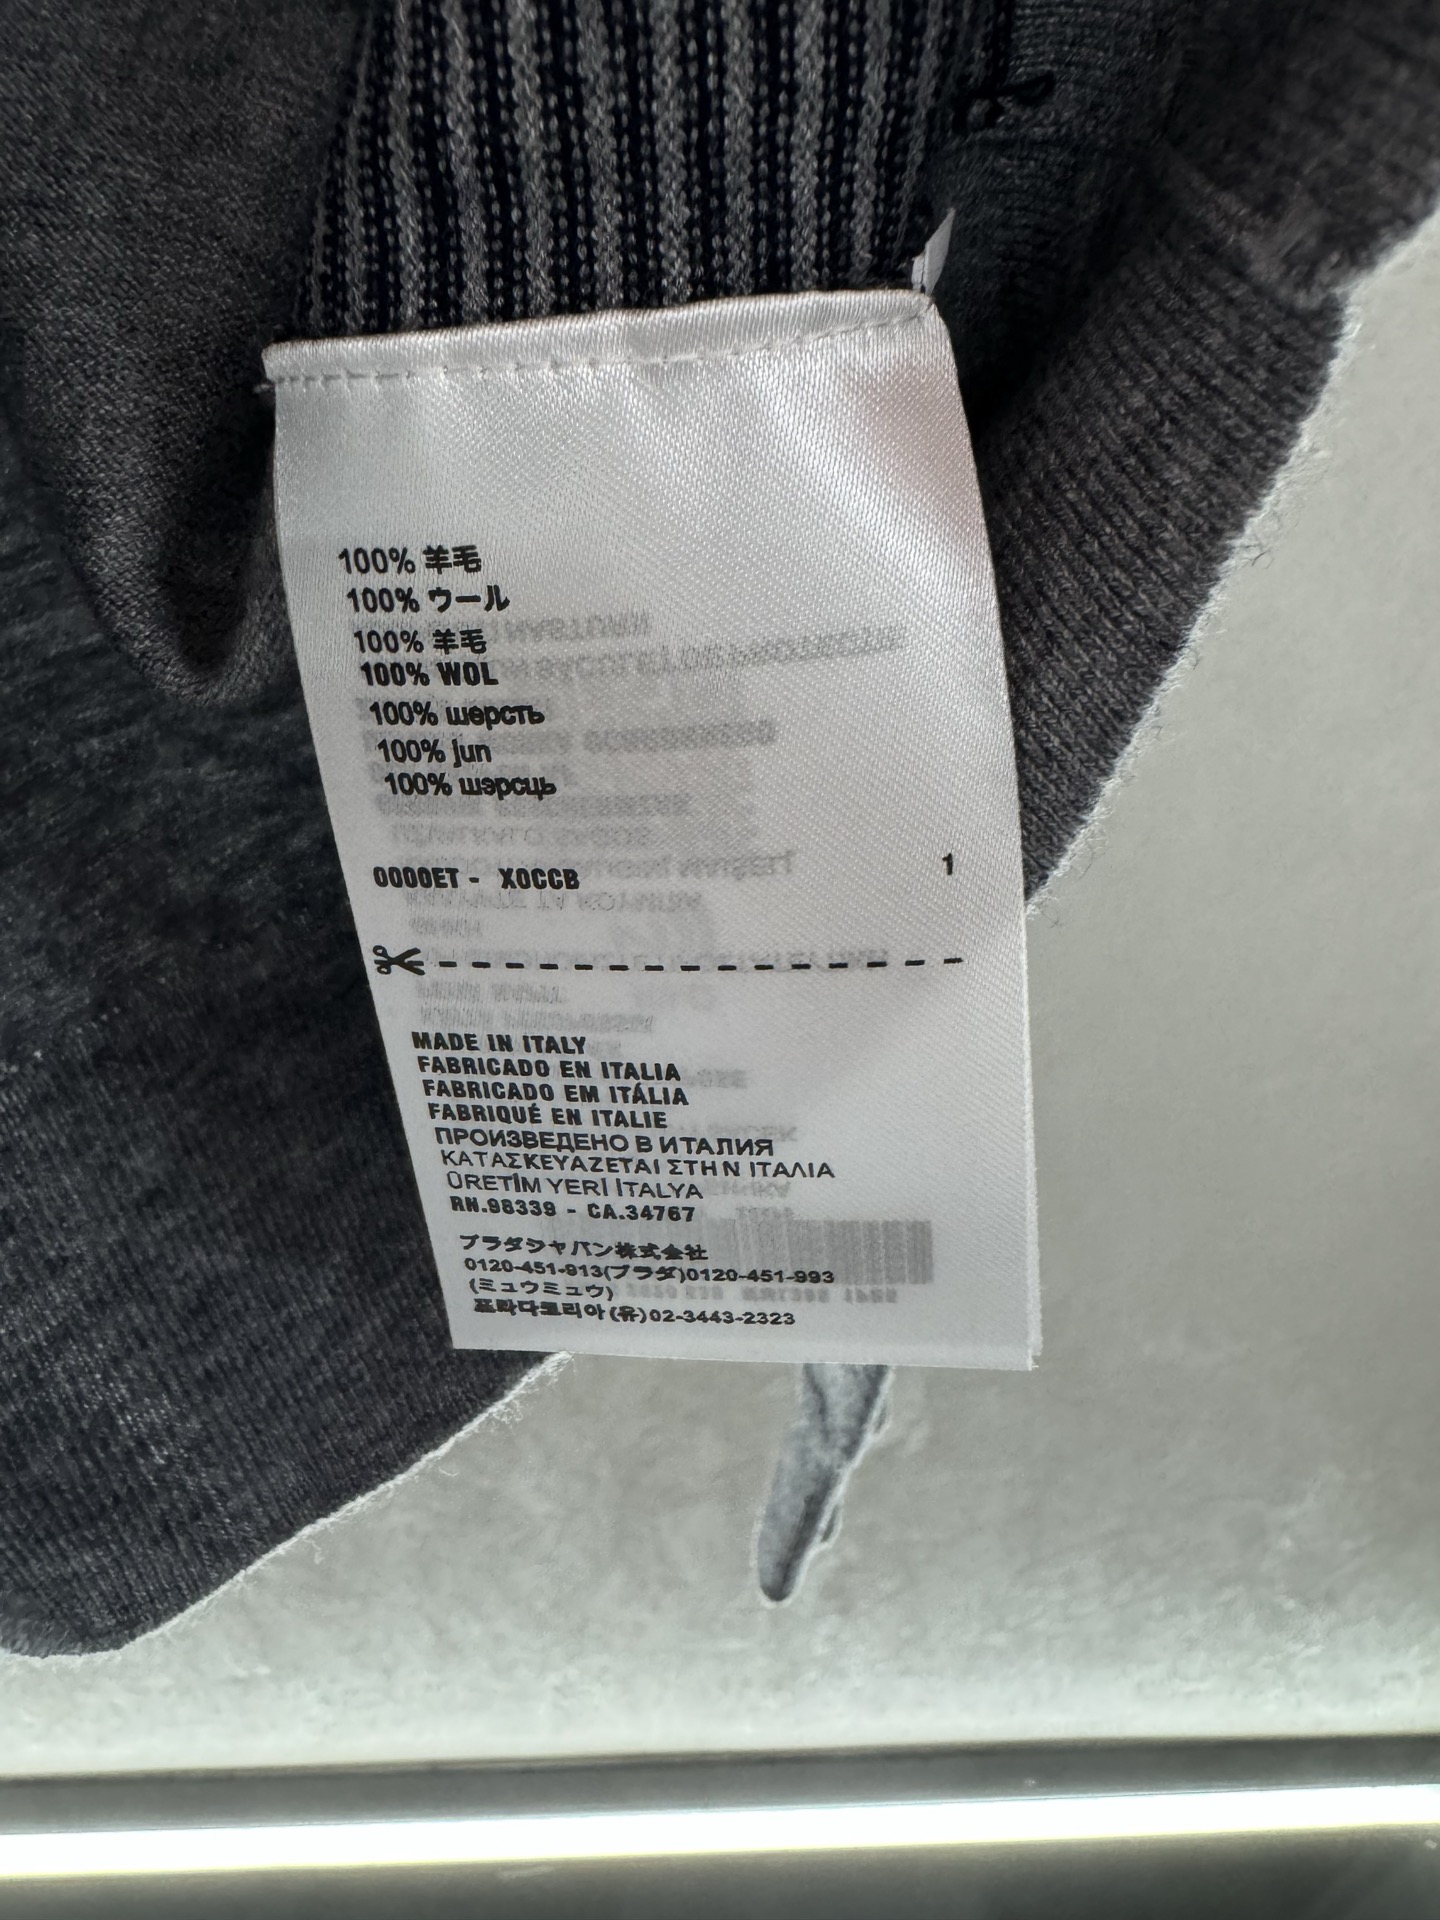 100% 羊毛
100% ウール
100% 羊毛
100% WOL
100% шерсть
100% jun
100% шэрсць
0000ET - X0CCB 1
MADE IN ITALY
FABRICADO EN ITALIA
FABRICADO EM ITÁLIA
FABRIQUÉ EN ITALIE
ПРОИЗВЕДЕНО В ИТАЛИЯ
ΚΑΤΑΣΚΕΥΑΖΕΤΑΙ ΣΤΗΝ ΙΤΑΛΙΑ
ÜRETİM YERİ İTALYA
RN.98339 - CA.34767
プラダジャパン株式会社
0120-451-913(プラダ)0120-451-993
(ミュウミュウ)
프라다코리아(유)02-3443-2323